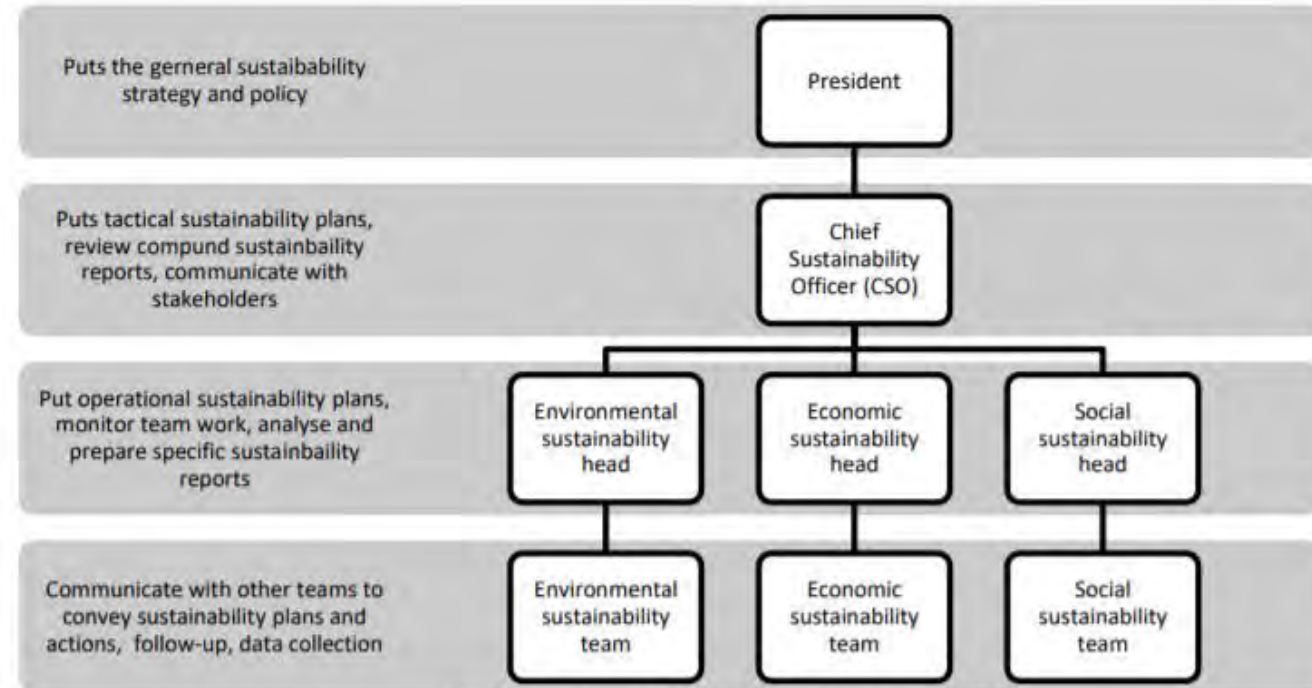 Puts the gerneral sustaibability
strategy and policy
President
Puts tactical sustainability plans,
review compund sustainbaility
reports, communicate with
stakeholders
Chief
Sustainability
Officer (CSO)
Put operational sustainability plans,
monitor team work, analyse and
prepare specific sustainbaility
reports
Environmental
sustainability
head
Economic
sustainability
head
Social
sustainability
head
Communicate with other teams to
convey sustainability plans and
actions, follow-up, data collection
Environmental
sustainability
team
Economic
sustainability
team
Social
sustainability
team